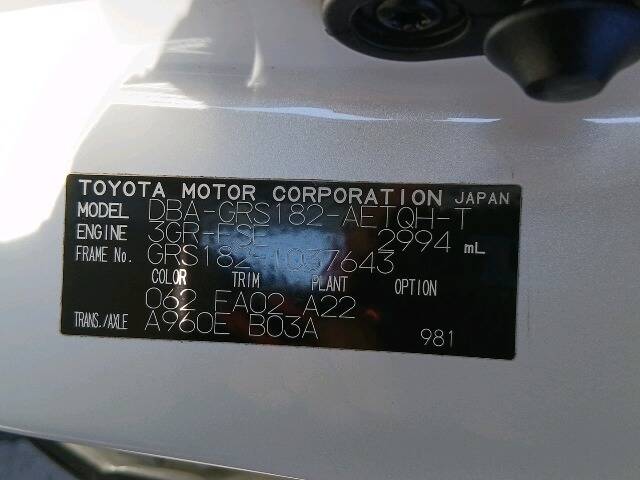 TOYOTA MOTOR CORPORATION JAPAN
MODEL DBA-GRS182-AETQH-T
ENGINE 3GR-FSE 2994 mL
FRAME No. GRS182-1037643
COLOR TRIM PLANT OPTION
062 FA02 A22
TRANS./AXLE A960E B03A
981